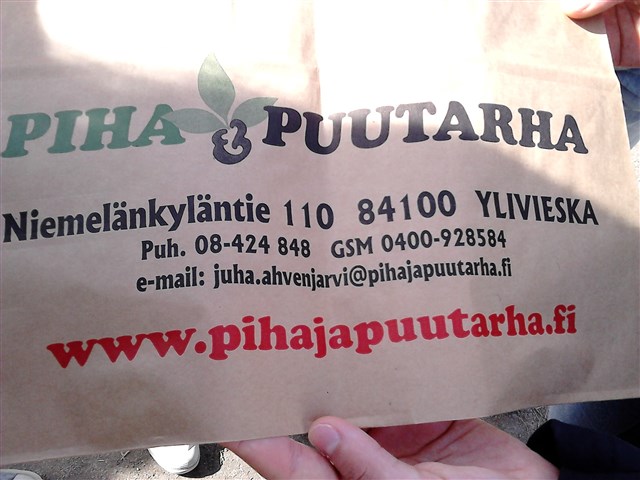 PIHA & PUUTARHA
Niemelänkyläntie 110 84100 YLIVIESKA
Puh. 08-424 848 GSM 0400-928584
e-mail: juha.ahvenjarvi@pihajapuutarha.fi
www.pihajapuutarha.fi